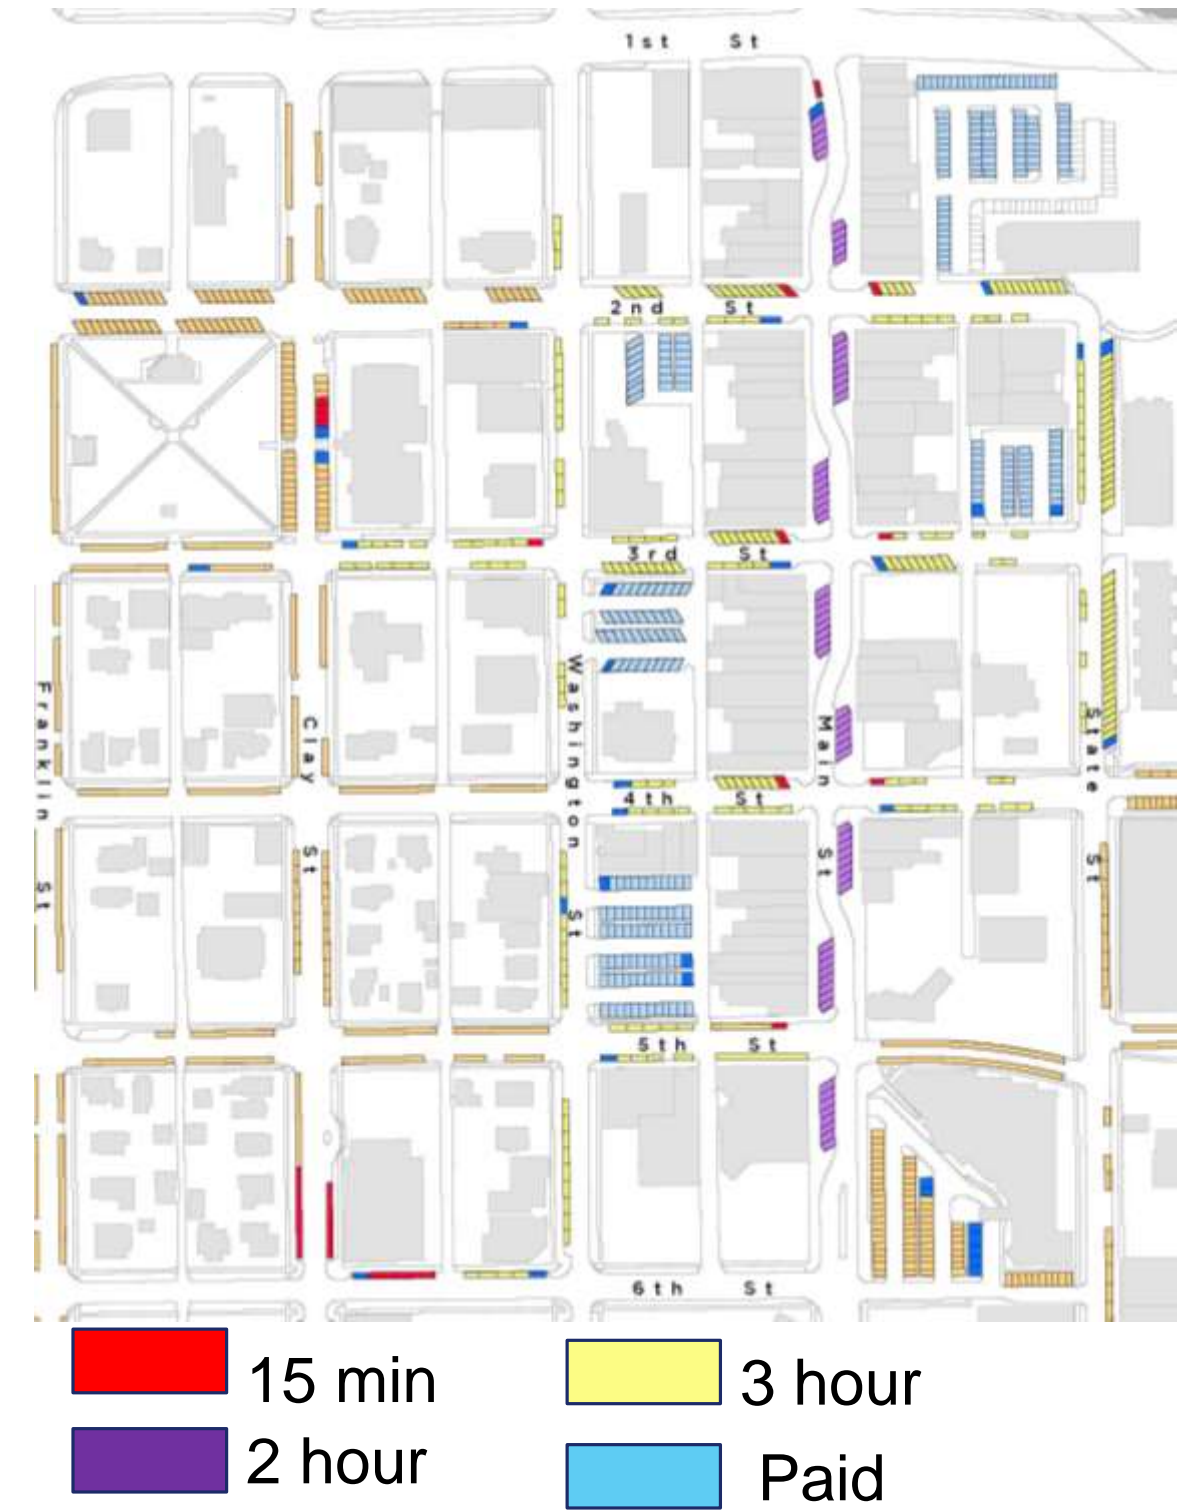 1st St
2nd St
3rd St
Franklin St
Clay St
Washington St
Main St
State St
4th St
5th St
6th St
15 min
3 hour
2 hour
Paid